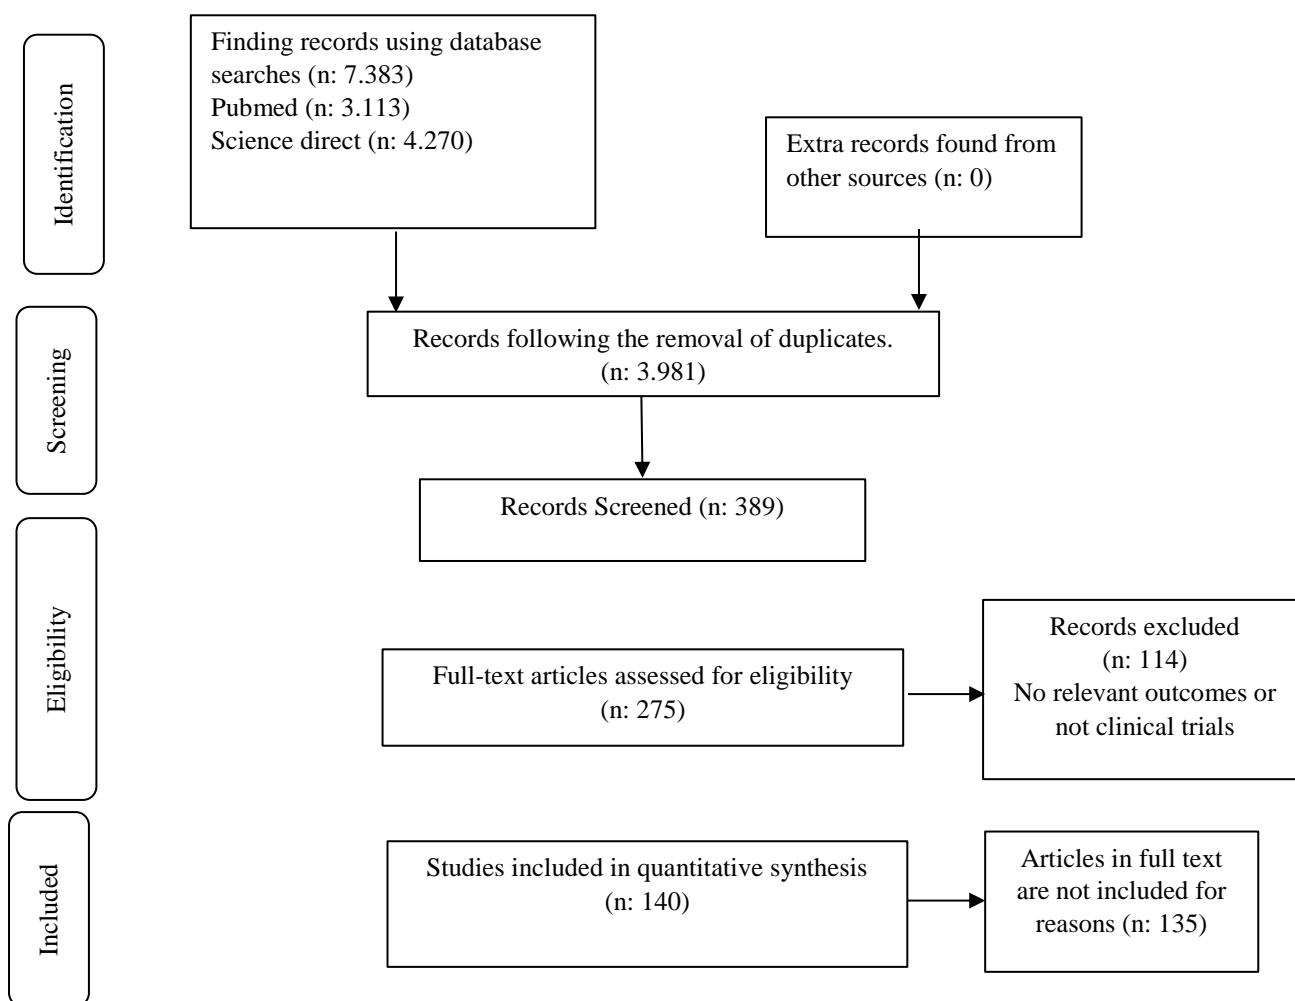 Identification
Finding records using database
searches (n: 7.383)
Pubmed (n: 3.113)
Science direct (n: 4.270)
Extra records found from
other sources (n: 0)
Screening
Records following the removal of duplicates.
(n: 3.981)
Records Screened (n: 389)
Eligibility
Full-text articles assessed for eligibility
(n: 275)
Records excluded
(n: 114)
No relevant outcomes or
not clinical trials
Included
Studies included in quantitative synthesis
(n: 140)
Articles in full text
are not included for
reasons (n: 135)